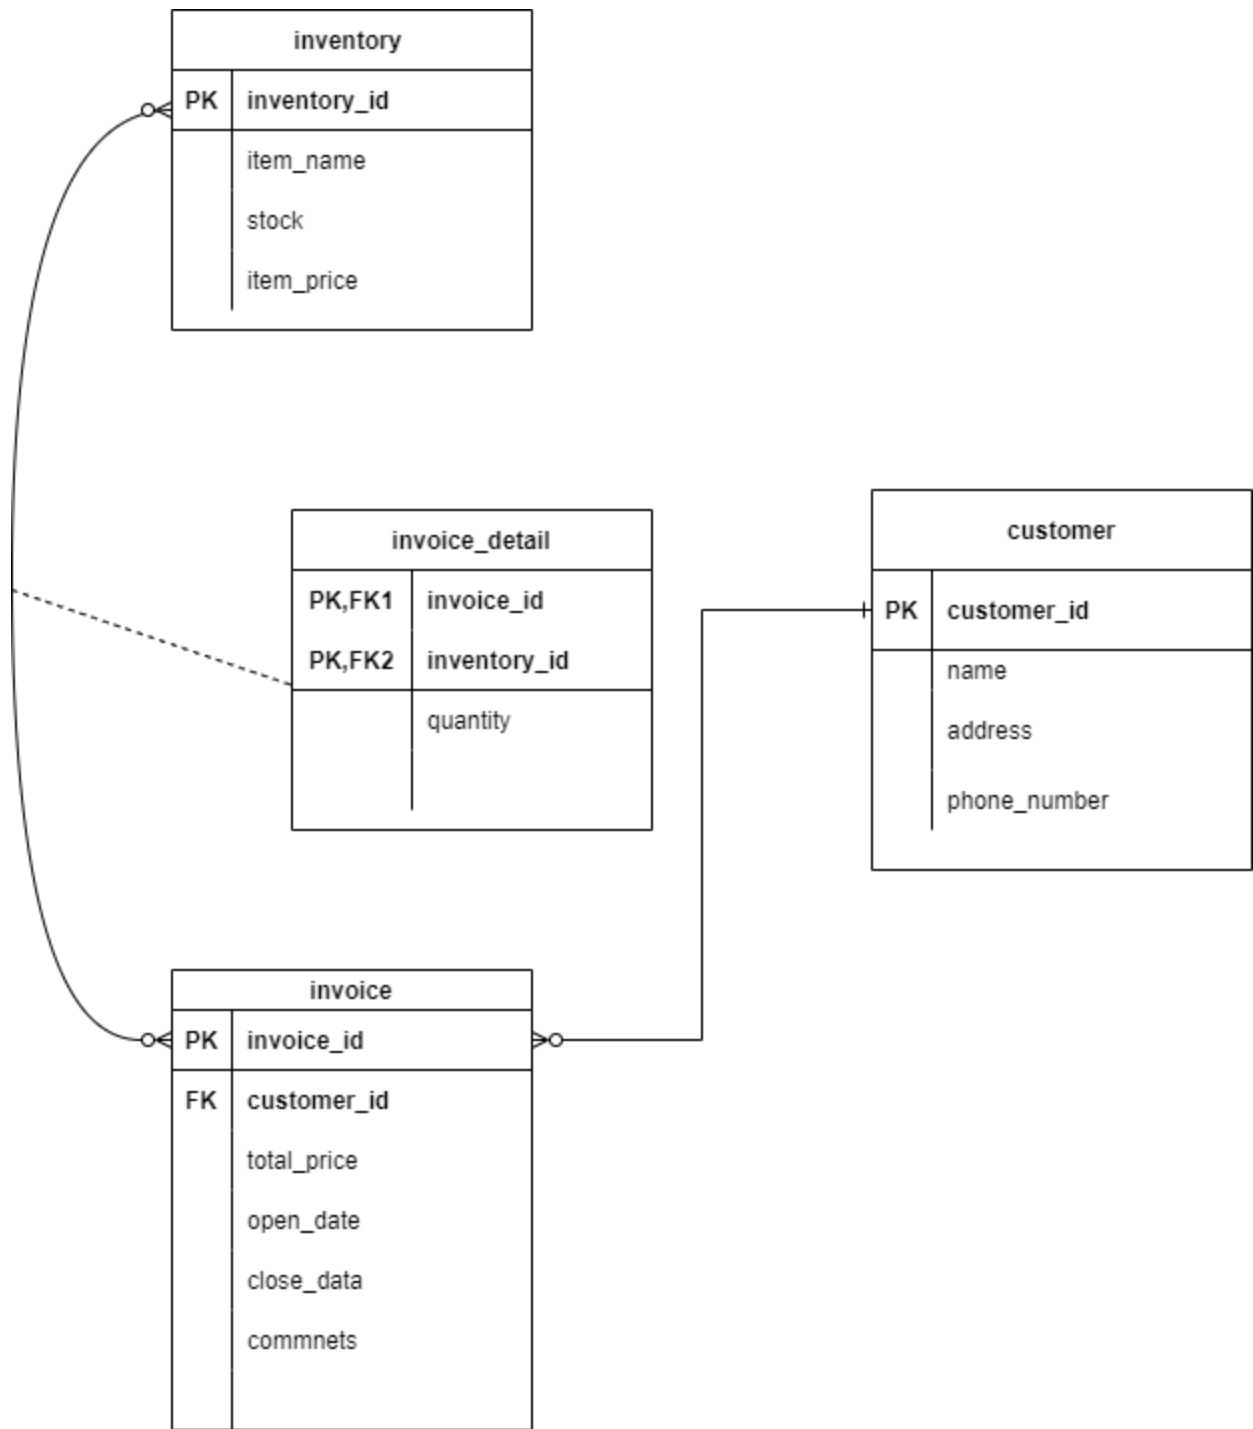 inventory
PK inventory_id
item_name
stock
item_price
invoice_detail
PK,FK1 invoice_id
PK,FK2 inventory_id
quantity
customer
PK customer_id
name
address
phone_number
invoice
PK invoice_id
FK customer_id
total_price
open_date
close_data
commnets